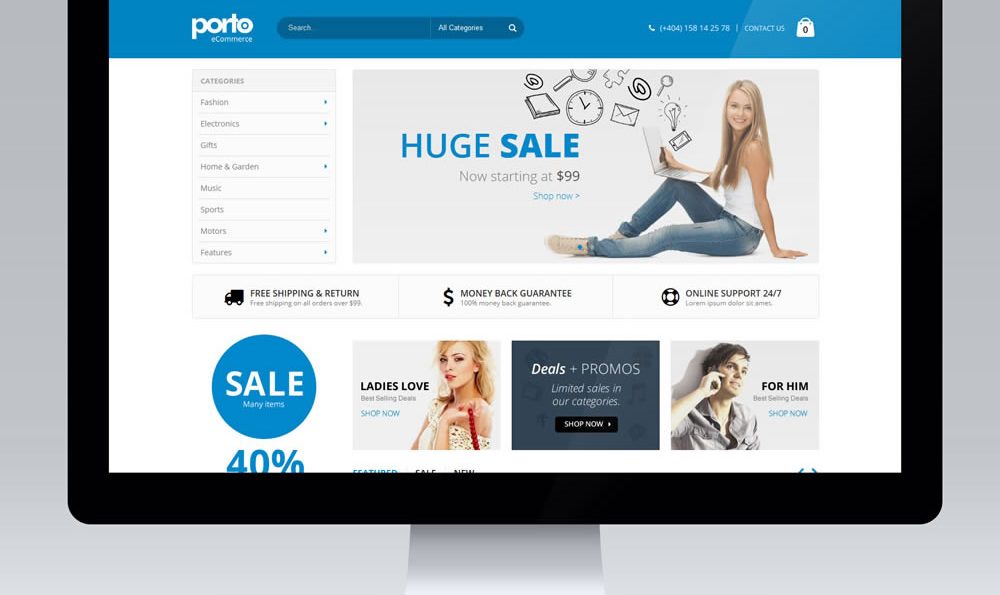 porto
eCommerce
Search...
All Categories
(+404) 158 14 25 78 | CONTACT US
0
CATEGORIES
Fashion
Electronics
Gifts
Home & Garden
Music
Sports
Motors
Features
HUGE SALE
Now starting at $99
Shop now >
FREE SHIPPING & RETURN
Free shipping on all orders over $99.
$ MONEY BACK GUARANTEE
100% money back guarantee.
ONLINE SUPPORT 24/7
Lorem ipsum dolor sit amet.
SALE
Many items
40%
LADIES LOVE
Best Selling Deals
SHOP NOW
Deals + PROMOS
Limited sales in
our categories.
SHOP NOW
FOR HIM
Best Selling Deals
SHOP NOW
FEATURED SALE NEW